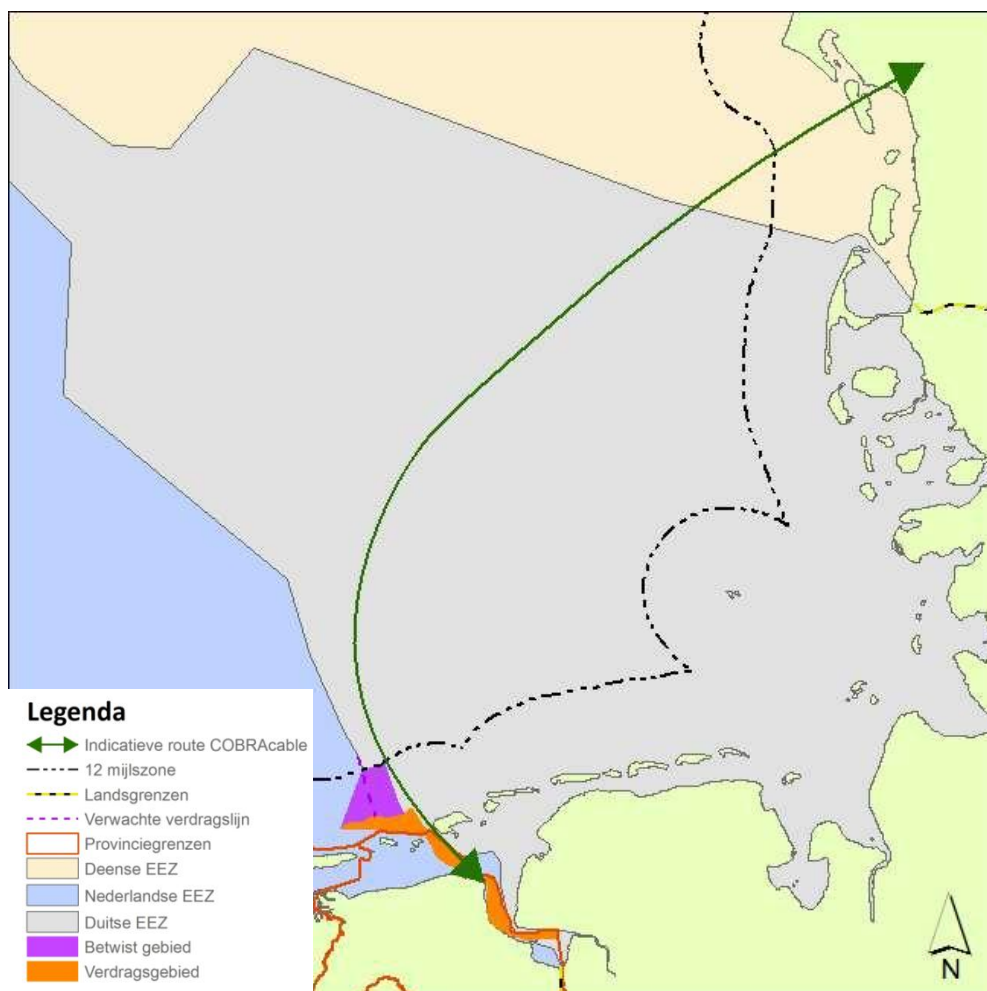 Legenda
Indicatieve route COBRAcable
12 mijlszone
Landsgrenzen
Verwachte verdragslijn
Provinciegrenzen
Deense EEZ
Nederlandse EEZ
Duitse EEZ
Betwist gebied
Verdragsgebied
N